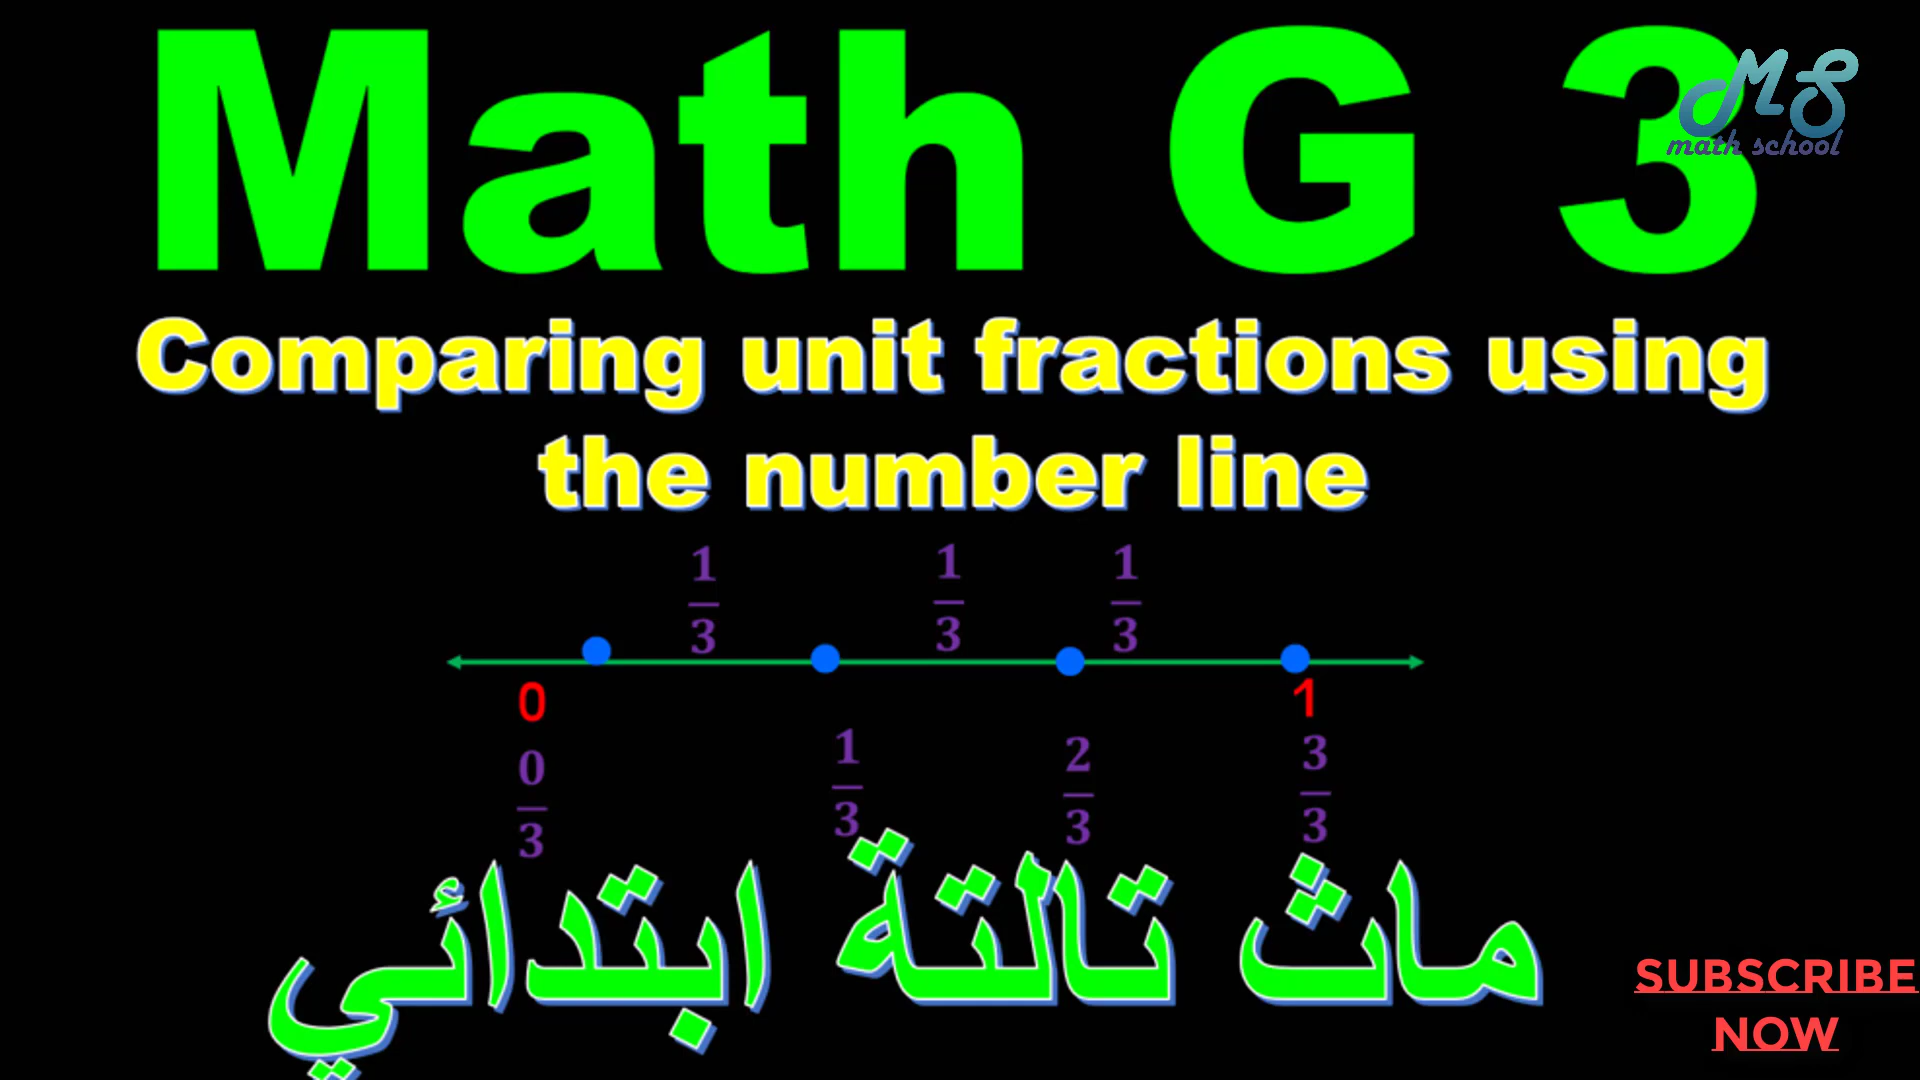 Math G 3
MS
math school
Comparing unit fractions using
the number line
1/3 1/3 1/3
0 1
0/3 1/3 2/3 3/3
ماث تالتة ابتدائي
SUBSCRIBE
NOW